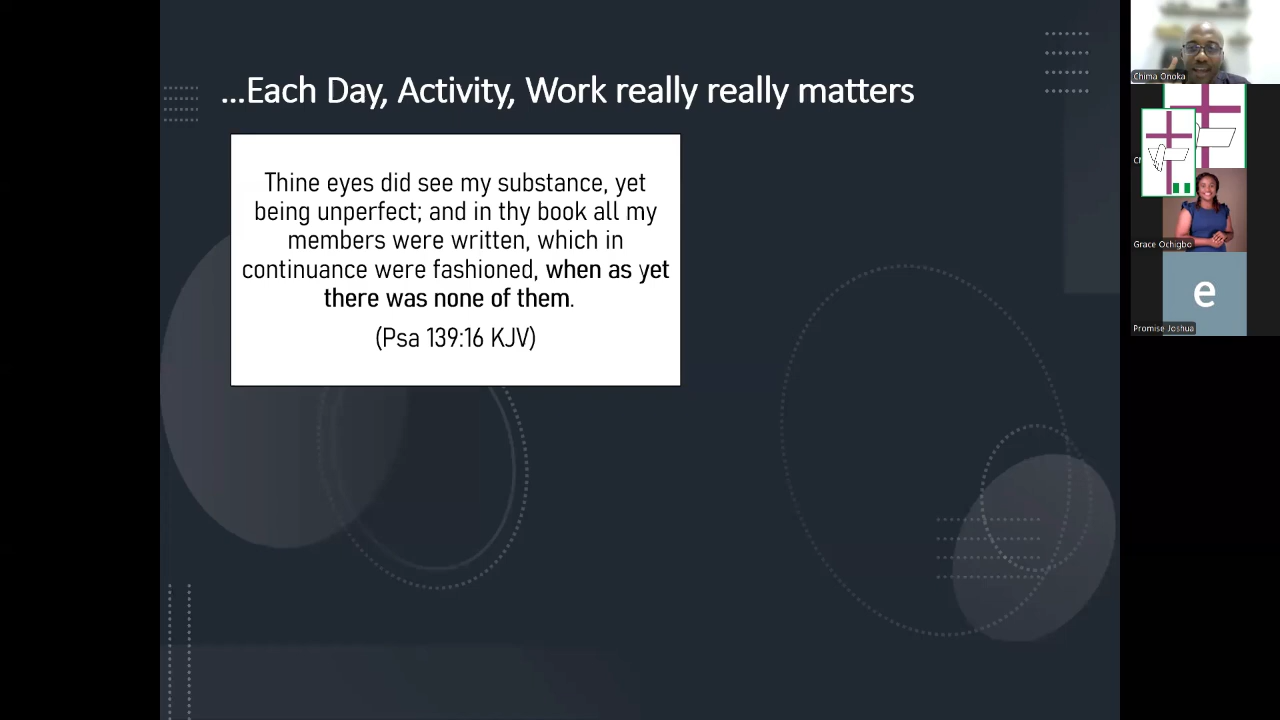 ...Each Day, Activity, Work really really matters
Thine eyes did see my substance, yet
being unperfect; and in thy book all my
members were written, which in
continuance were fashioned, when as yet
there was none of them.
(Psa 139:16 KJV)
Chima Onoka
Grace Ochigbo
e
Promise Joshua